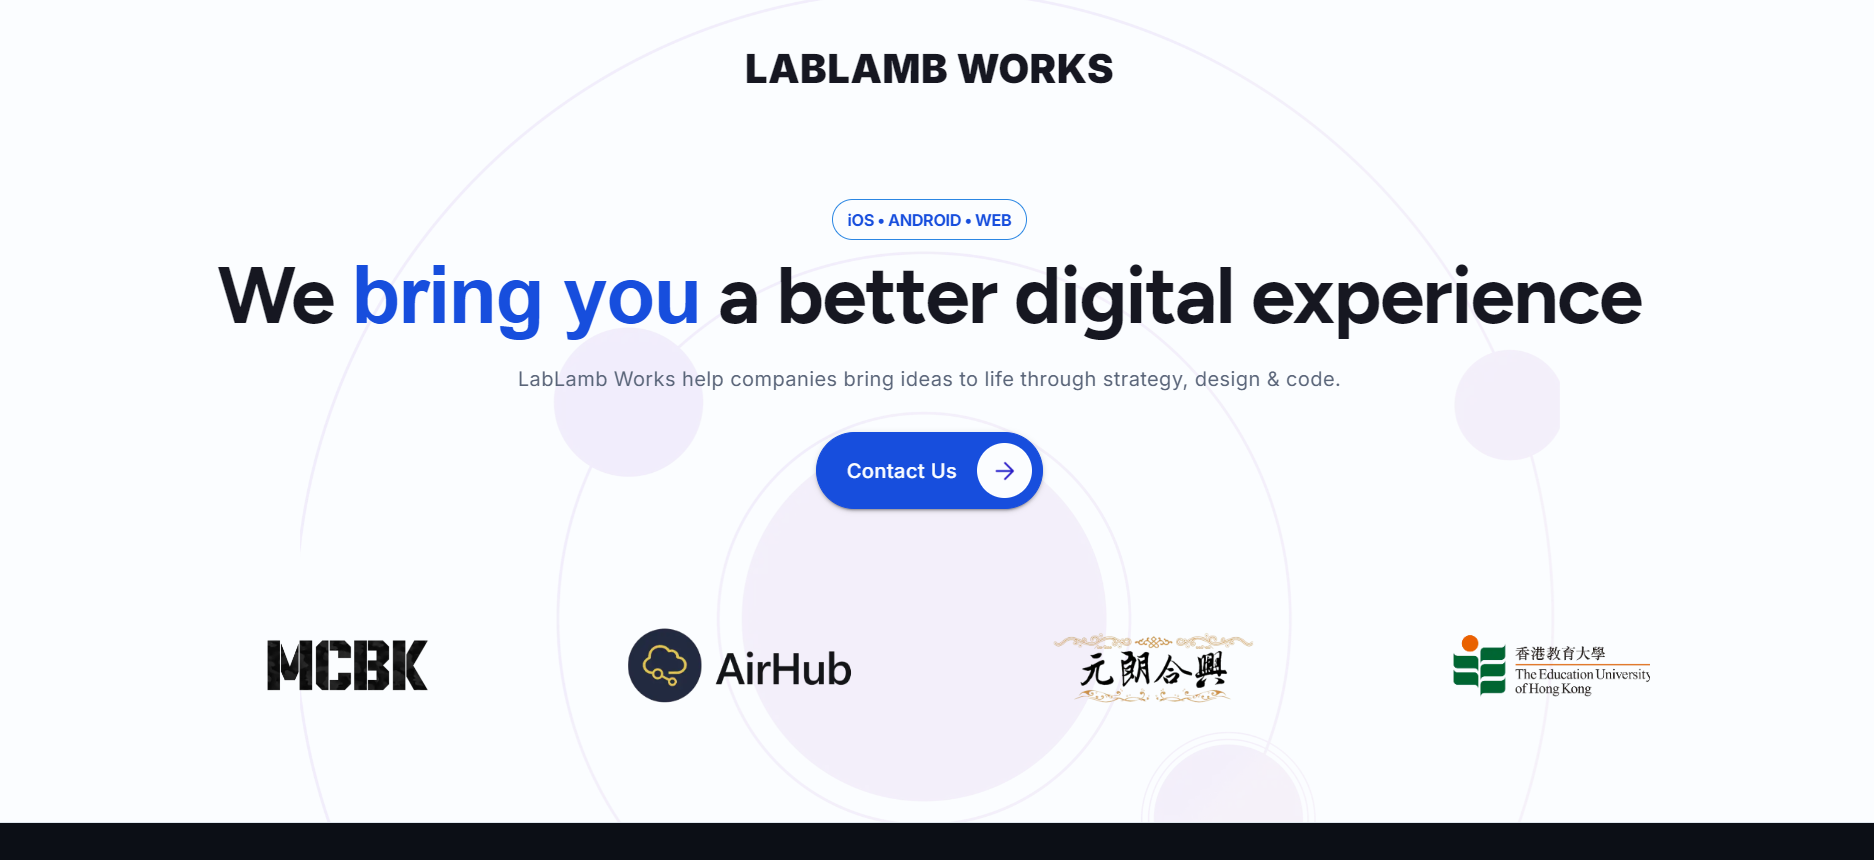 LABLAMB WORKS
iOS • ANDROID • WEB
We bring you a better digital experience
LabLamb Works help companies bring ideas to life through strategy, design & code.
Contact Us
MCBK
AirHub
元朗合興
香港教育大學
The Education University
of Hong Kong